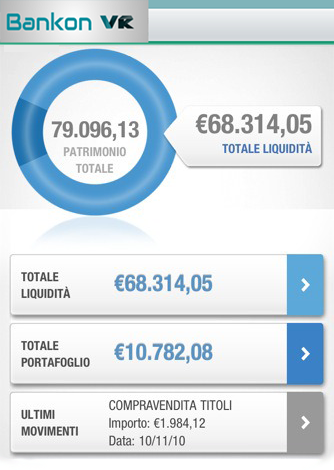 Bankon VR
79.096,13
PATRIMONIO
TOTALE
€68.314,05
TOTALE LIQUIDITÀ
TOTALE
LIQUIDITÀ
€68.314,05
TOTALE
PORTAFOGLIO
€10.782,08
ULTIMI
MOVIMENTI
COMPRAVENDITA TITOLI
Importo: €1.984,12
Data: 10/11/10